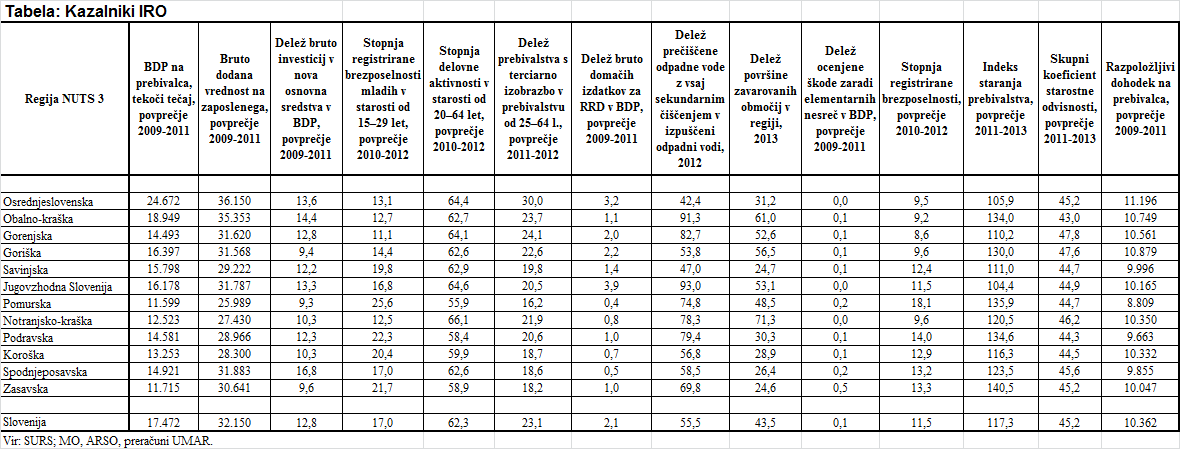 Tabela: Kazalniki IRO
Regija NUTS 3 | BDP na prebivalca, tekoči tečaj, povprečje 2009-2011 | Bruto dodana vrednost na zaposlenega, povprečje 2009-2011 | Delež bruto investicij v nova osnovna sredstva v BDP, povprečje 2009-2011 | Stopnja registrirane brezposelnosti mladih v starosti od 15–29 let, povprečje 2010-2012 | Stopnja delovne aktivnosti v starosti od 20–64 let, povprečje 2010-2012 | Delež prebivalstva s terciarno izobrazbo v prebivalstvu od 25–64 l., povprečje 2011-2012 | Delež bruto domačih izdatkov za RRD v BDP, povprečje 2009-2011 | Delež prečiščene odpadne vode z vsaj sekundarnim čiščenjem v izpuščeni odpadni vodi, 2012 | Delež površine zavarovanih območij v regiji, 2013 | Delež ocenjene škode zaradi elementarnih nesreč v BDP, povprečje 2009-2011 | Stopnja registrirane brezposelnosti, povprečje 2010-2012 | Indeks staranja prebivalstva, povprečje 2011-2013 | Skupni koeficient starostne odvisnosti, povprečje 2011-2013 | Razpoložljivi dohodek na prebivalca, povprečje 2009-2011
Osrednjeslovenska 24.672 36.150 13,6 13,1 64,4 30,0 3,2 42,4 31,2 0,0 9,5 105,9 45,2 11.196
Obalno-kraška 18.949 35.353 14,4 12,7 62,7 23,7 1,1 91,3 61,0 0,1 9,2 134,0 43,0 10.749
Gorenjska 14.493 31.620 12,8 11,1 64,1 24,1 2,0 82,7 52,6 0,1 8,6 110,2 47,8 10.561
Goriška 16.397 31.568 9,4 14,4 62,6 22,6 2,2 53,8 56,5 0,1 9,6 130,0 47,6 10.879
Savinjska 15.798 29.222 12,2 19,8 62,9 19,8 1,4 47,0 24,7 0,1 12,4 111,0 44,7 9.996
Jugovzhodna Slovenija 16.178 31.787 13,3 16,8 64,6 20,5 3,9 93,0 53,1 0,1 11,5 104,4 44,9 10.165
Pomurska 11.599 25.989 9,3 25,6 55,9 16,2 0,4 74,8 48,5 0,2 18,1 135,9 44,7 8.809
Notranjsko-kraška 12.523 27.430 10,3 12,5 66,1 21,9 0,8 78,3 71,3 0,0 9,6 120,5 46,2 10.350
Podravska 14.581 28.966 12,3 22,3 58,4 20,6 1,0 79,4 30,3 0,1 14,0 134,6 44,3 9.663
Koroška 13.253 28.300 10,3 20,4 59,9 18,7 0,7 56,8 28,9 0,1 12,9 116,3 44,5 10.332
Spodnjeposavska 14.921 31.883 16,8 17,0 62,6 18,6 0,5 58,5 26,4 0,2 13,2 123,5 45,6 9.855
Zasavska 11.715 30.641 9,6 21,7 58,9 18,2 1,0 69,8 24,6 0,5 13,3 140,5 45,2 10.047
Slovenija 17.472 32.150 12,8 17,0 62,3 23,1 2,1 55,5 43,5 0,1 11,5 117,3 45,2 10.362
Vir: SURS; MO, ARSO, preračuni UMAR.